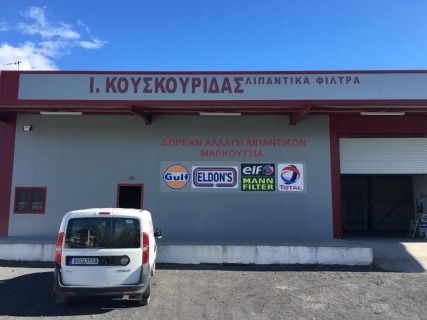 Ι. ΚΟΥΣΚΟΥΡΙΔΑΣ ΛΙΠΑΝΤΙΚΑ ΦΙΛΤΡΑ
ΔΩΡΕΑΝ ΑΛΛΑΓΗ ΛΙΠΑΝΤΙΚΩΝ
ΜΑΡΚΟΥΤΣΙΑ
Gulf ELDON'S elf TOTAL
MANN
FILTER